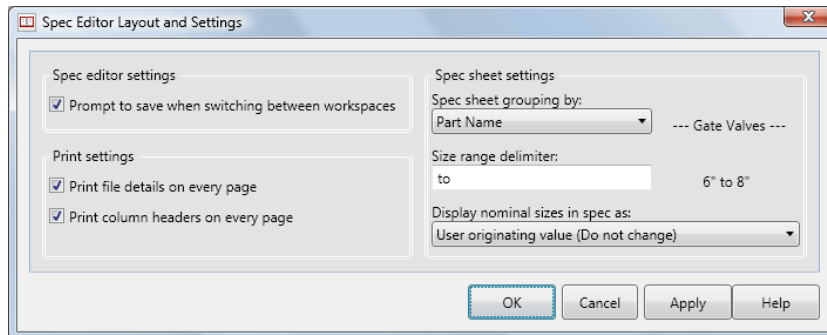 Spec Editor Layout and Settings
Spec editor settings
Prompt to save when switching between workspaces
Print settings
Print file details on every page
Print column headers on every page
Spec sheet settings
Spec sheet grouping by:
Part Name
--- Gate Valves ---
Size range delimiter:
to
6" to 8"
Display nominal sizes in spec as:
User originating value (Do not change)
OK
Cancel
Apply
Help